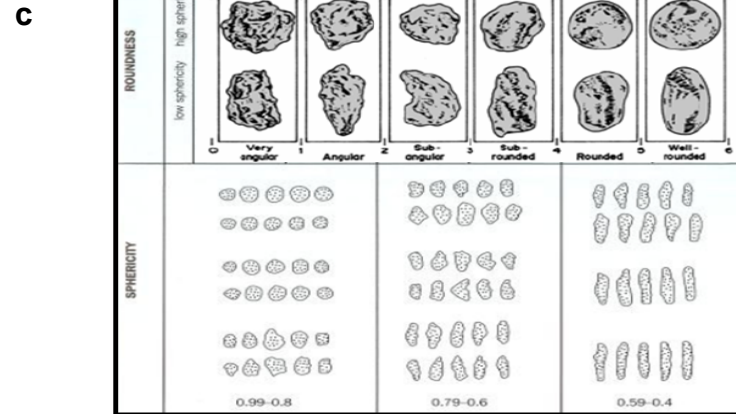 c
ROUNDNESS
high spher
low sphericity
0 1 2 3 4 5 6
Very angular
Angular
Sub-angular
Sub-rounded
Rounded
Well-rounded
SPHERICITY
0.99-0.8
0.79-0.6
0.59-0.4